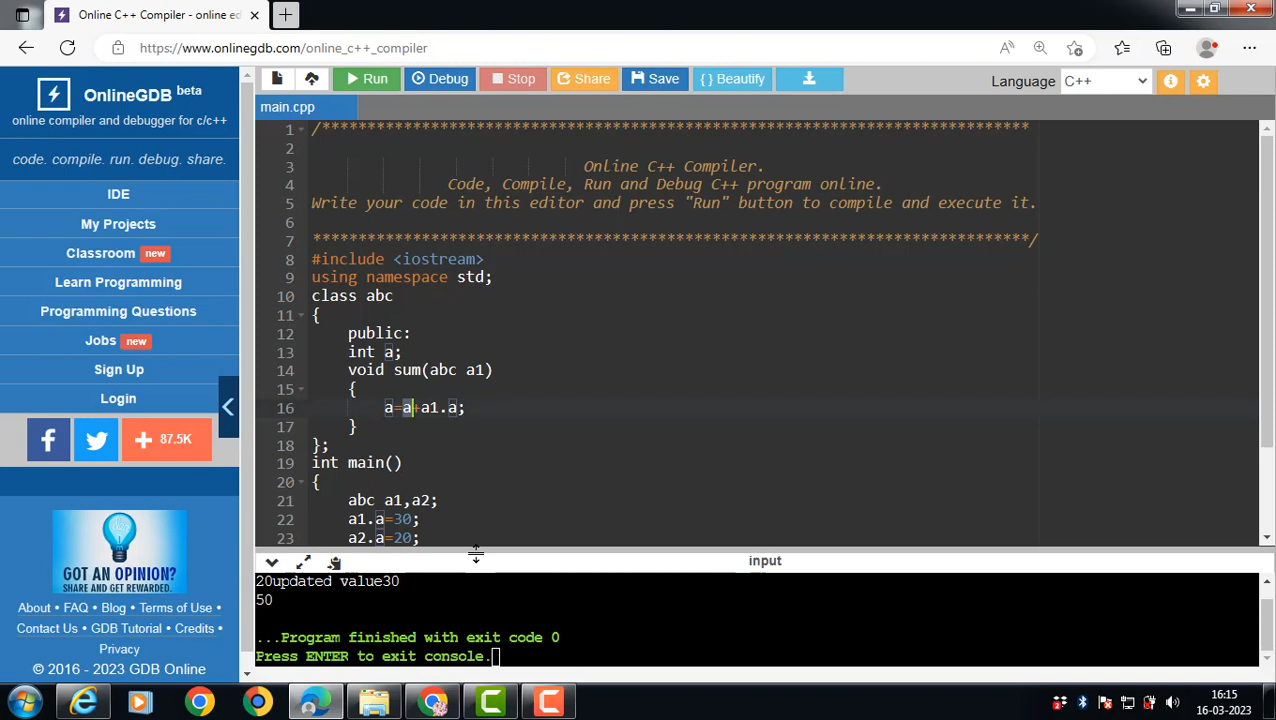 Online C++ Compiler - online edi
https://www.onlinegdb.com/online_c++_compiler
OnlineGDB beta
online compiler and debugger for c/c++
code. compile. run. debug. share.
IDE
My Projects
Classroom new
Learn Programming
Programming Questions
Jobs new
Sign Up
Login
87.5K
GOT AN OPINION?
SHARE AND GET REWARDED.
About • FAQ • Blog • Terms of Use •
Contact Us • GDB Tutorial • Credits •
Privacy
© 2016 - 2023 GDB Online
Run Debug Stop Share Save { } Beautify
Language C++
main.cpp
1 /******************************************************************************
2
3 Online C++ Compiler.
4 Code, Compile, Run and Debug C++ program online.
5 Write your code in this editor and press "Run" button to compile and execute it.
6
7 *******************************************************************************/
8 #include <iostream>
9 using namespace std;
10 class abc
11 {
12 public:
13 int a;
14 void sum(abc a1)
15 {
16 a=a+a1.a;
17 }
18 };
19 int main()
20 {
21 abc a1,a2;
22 a1.a=30;
23 a2.a=20;
input
20updated value30
50
...Program finished with exit code 0
Press ENTER to exit console.
16:15
16-03-2023